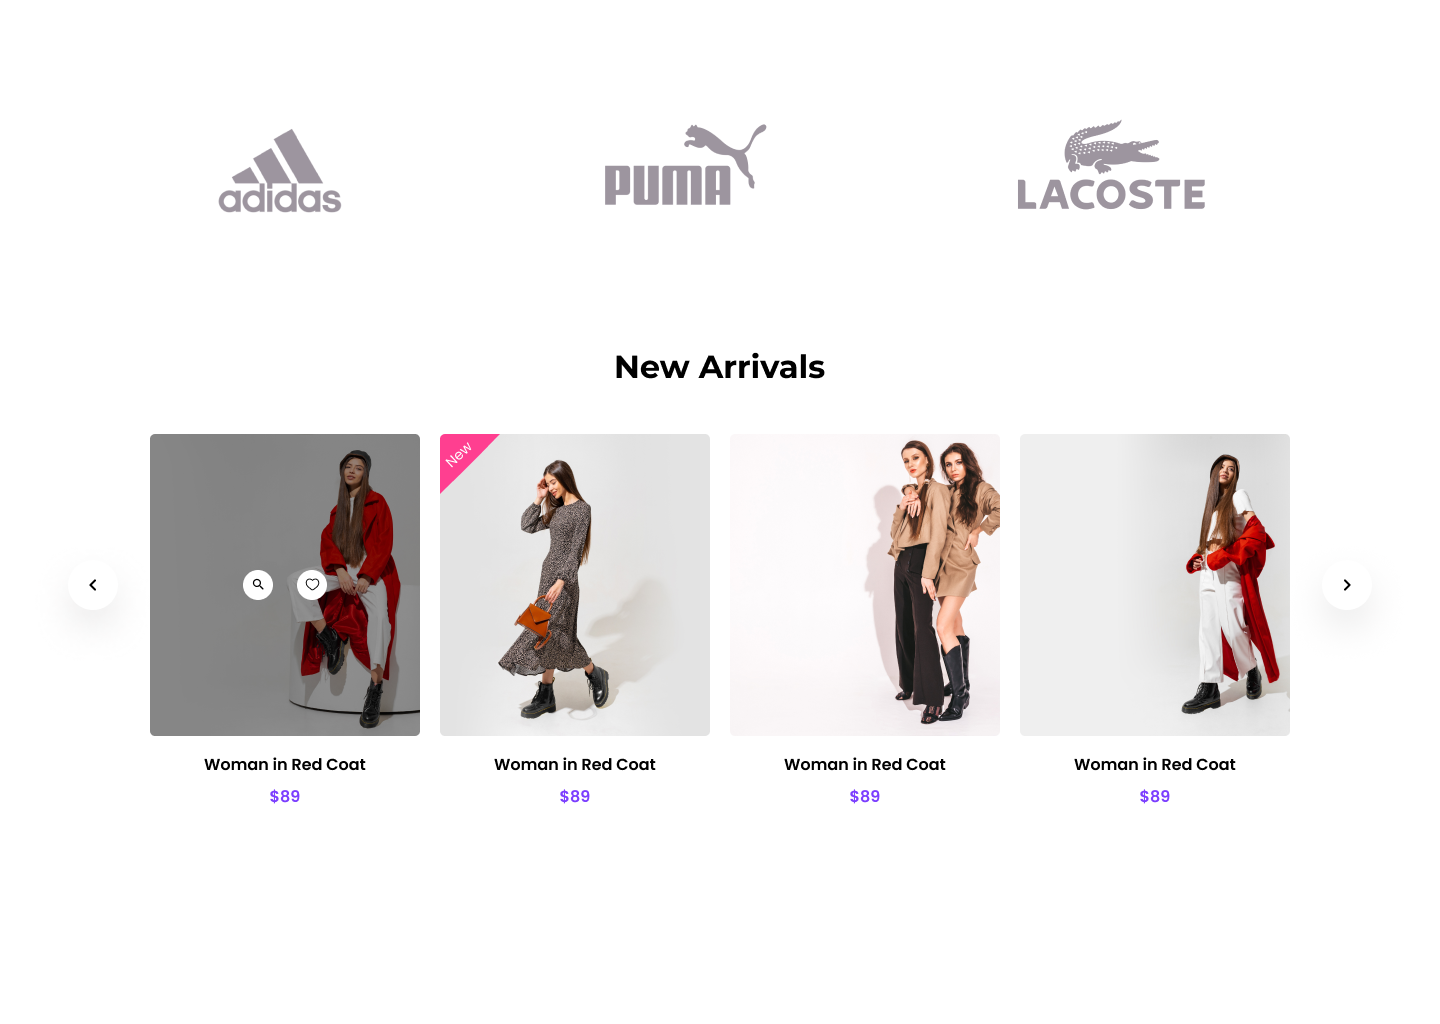 adidas
PUMA
LACOSTE
New Arrivals
New
Woman in Red Coat
$89
Woman in Red Coat
$89
Woman in Red Coat
$89
Woman in Red Coat
$89